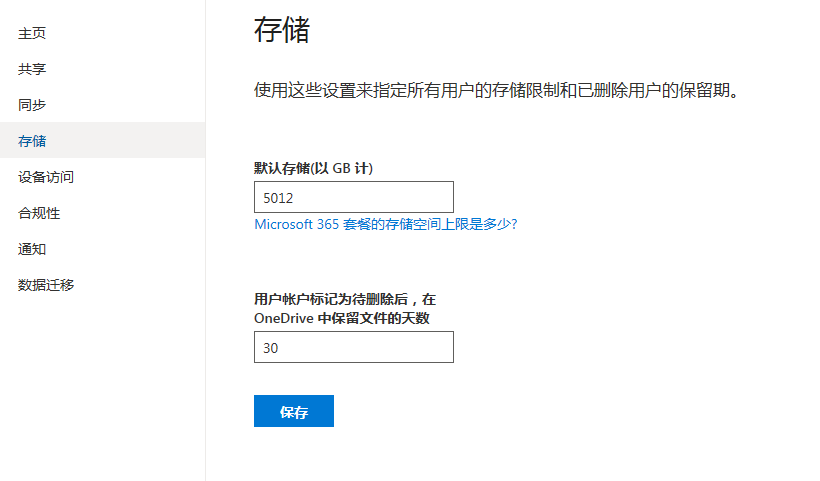 主页
共享
同步
存储
设备访问
合规性
通知
数据迁移
存储
使用这些设置来指定所有用户的存储限制和已删除用户的保留期。
默认存储(以 GB 计)
5012
Microsoft 365 套餐的存储空间上限是多少?
用户帐户标记为待删除后，在
OneDrive 中保留文件的天数
30
保存